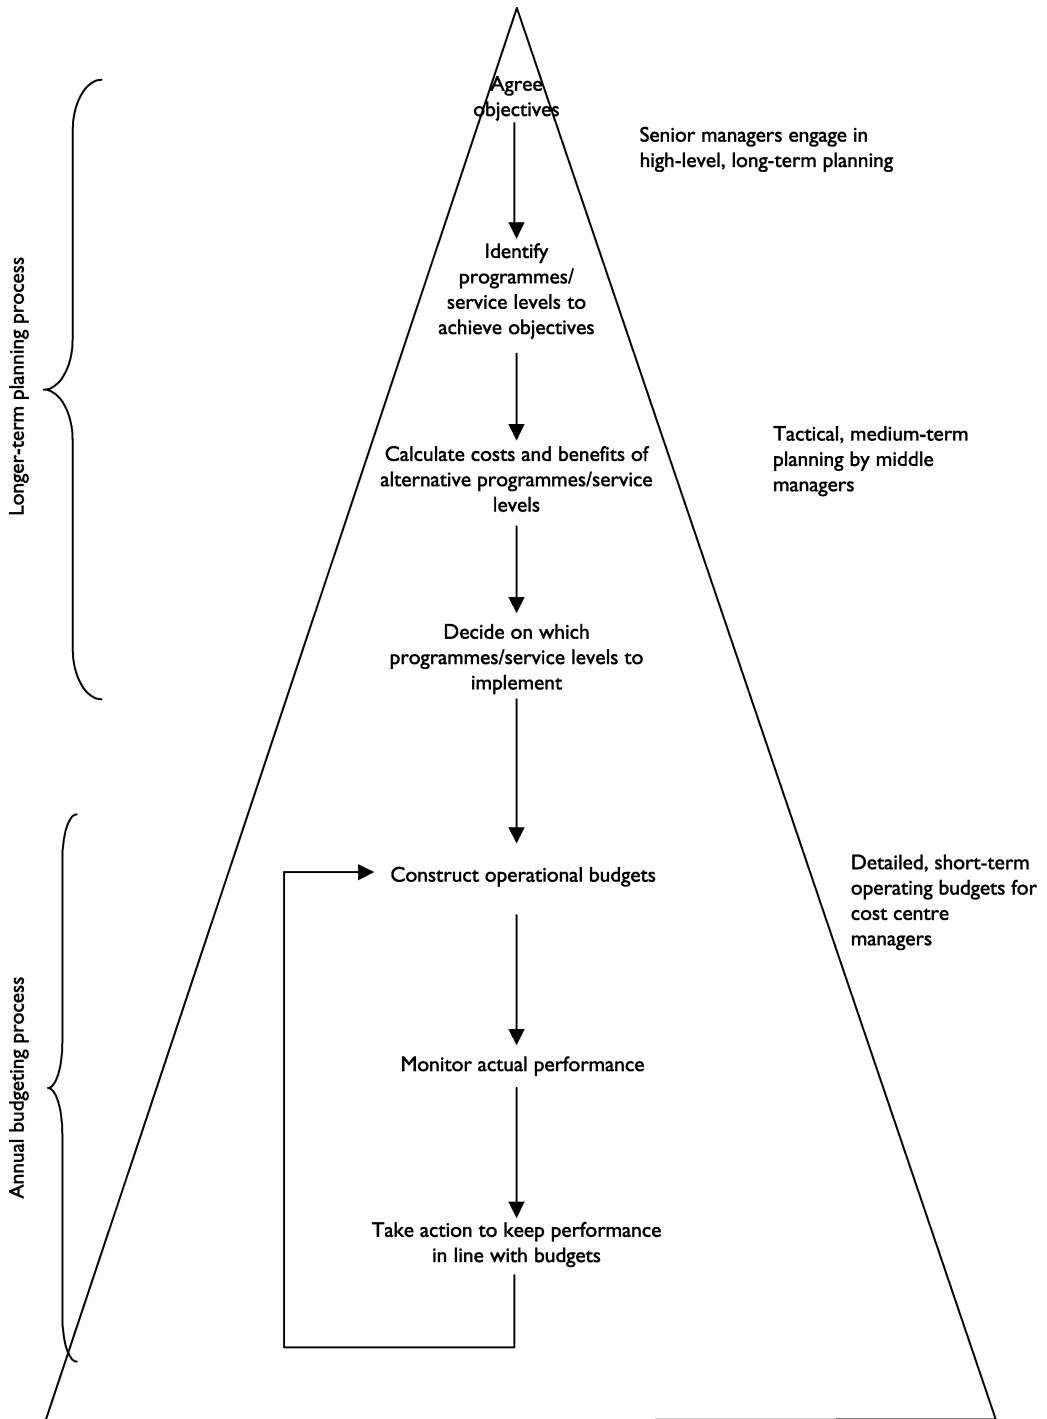 Agree
objectives
Senior managers engage in
high-level, long-term planning
Identify
programmes/
service levels to
achieve objectives
Longer-term planning process
Tactical, medium-term
planning by middle
managers
Calculate costs and benefits of
alternative programmes/service
levels
Decide on which
programmes/service levels to
implement
Construct operational budgets
Detailed, short-term
operating budgets for
cost centre
managers
Annual budgeting process
Monitor actual performance
Take action to keep performance
in line with budgets